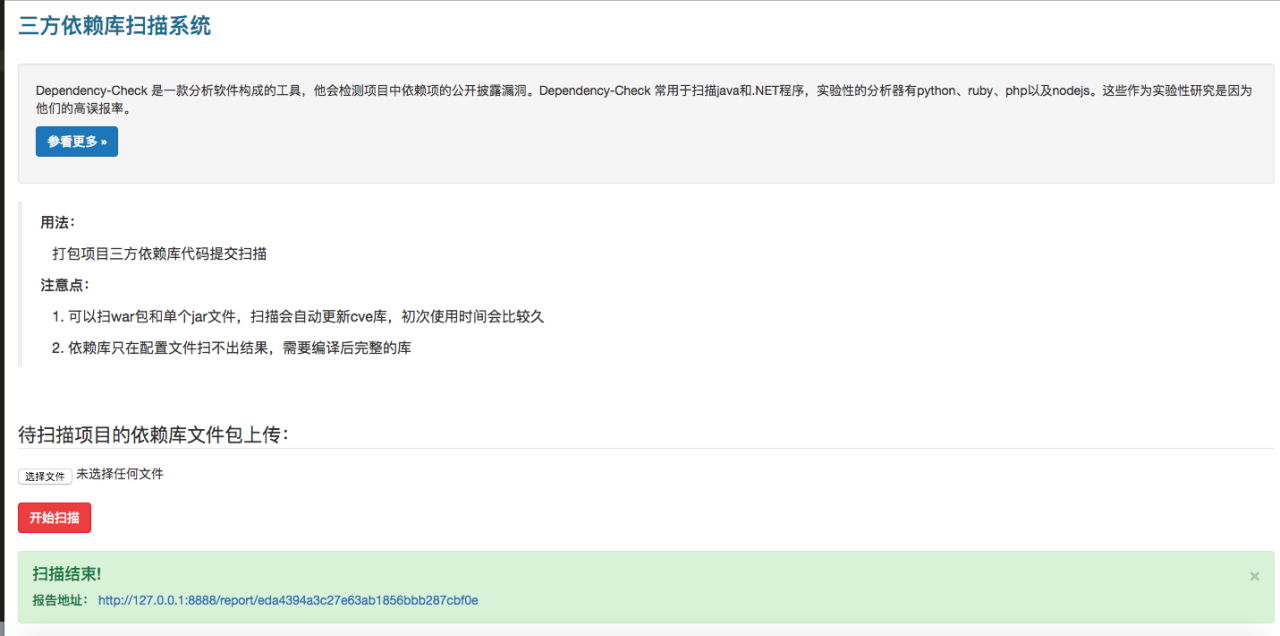 三方依赖库扫描系统
Dependency-Check 是一款分析软件构成的工具，他会检测项目中依赖项的公开披露漏洞。Dependency-Check 常用于扫描java和.NET程序，实验性的分析器有python、ruby、php以及nodejs。这些作为实验性研究是因为
他们的高误报率。
参看更多 »
用法：
打包项目三方依赖库代码提交扫描
注意点：
1. 可以扫war包和单个jar文件，扫描会自动更新cve库，初次使用时间会比较久
2. 依赖库只在配置文件扫不出结果，需要编译后完整的库
待扫描项目的依赖库文件包上传：
选择文件 未选择任何文件
开始扫描
扫描结束!
×
报告地址： http://127.0.0.1:8888/report/eda4394a3c27e63ab1856bbb287cbf0e